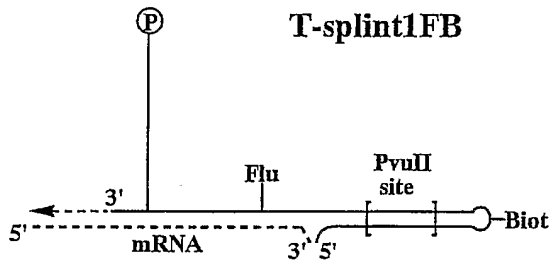 P
T-splint1FB
Flu
PvuII
site
3'
Biot
5'
mRNA
3' 5'